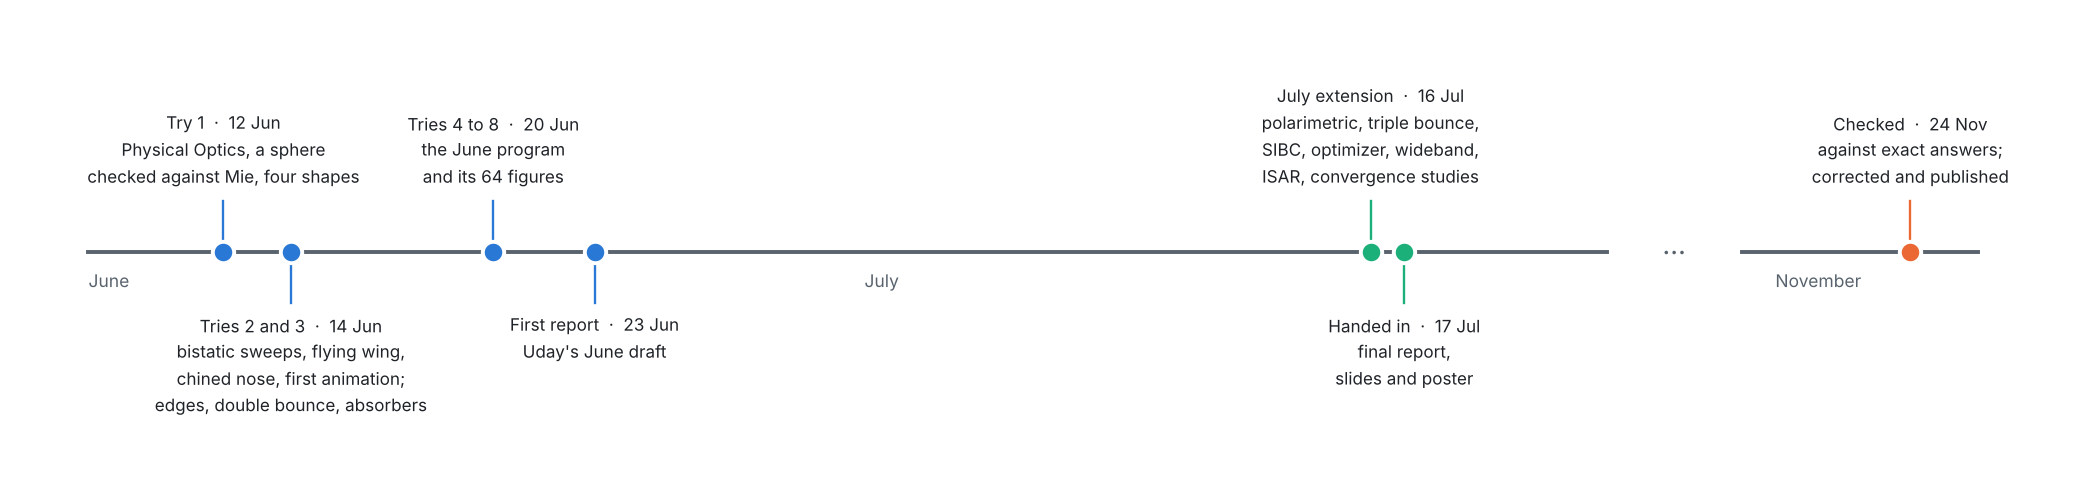 Try 1 · 12 Jun
Physical Optics, a sphere
checked against Mie, four shapes
Tries 4 to 8 · 20 Jun
the June program
and its 64 figures
July extension · 16 Jul
polarimetric, triple bounce,
SIBC, optimizer, wideband,
ISAR, convergence studies
Checked · 24 Nov
against exact answers;
corrected and published
...
June
July
November
Tries 2 and 3 · 14 Jun
bistatic sweeps, flying wing,
chined nose, first animation;
edges, double bounce, absorbers
First report · 23 Jun
Uday's June draft
Handed in · 17 Jul
final report,
slides and poster